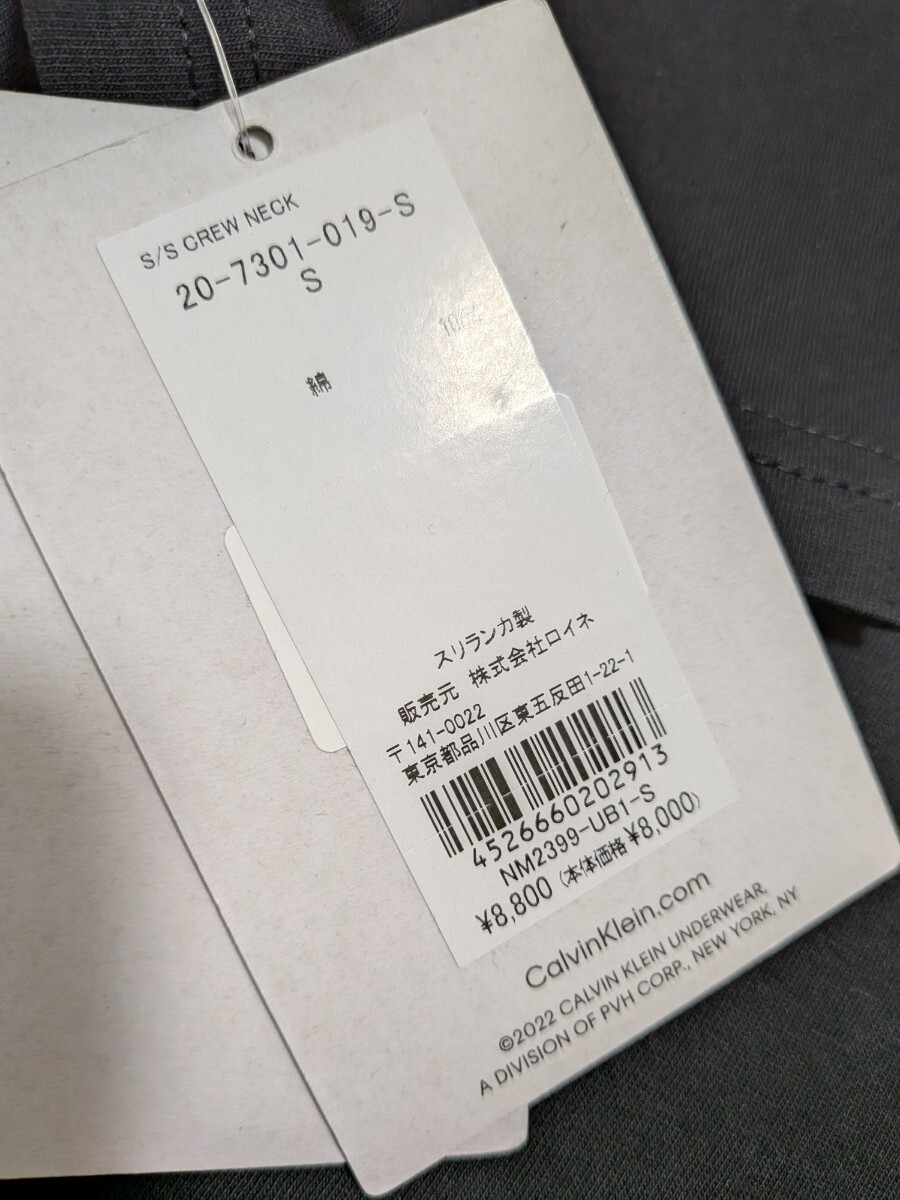 S/S CREW NECK
20-7301-019-S
S
綿
スリランカ製
販売元 株式会社ロイネ
〒141-0022
東京都品川区東五反田1-22-1
4526660202913
NM2399-UB1-S
¥8,800 (本体価格¥8,000)
CalvinKlein.com
©2022 CALVIN KLEIN UNDERWEAR,
A DIVISION OF PVH CORP., NEW YORK, NY